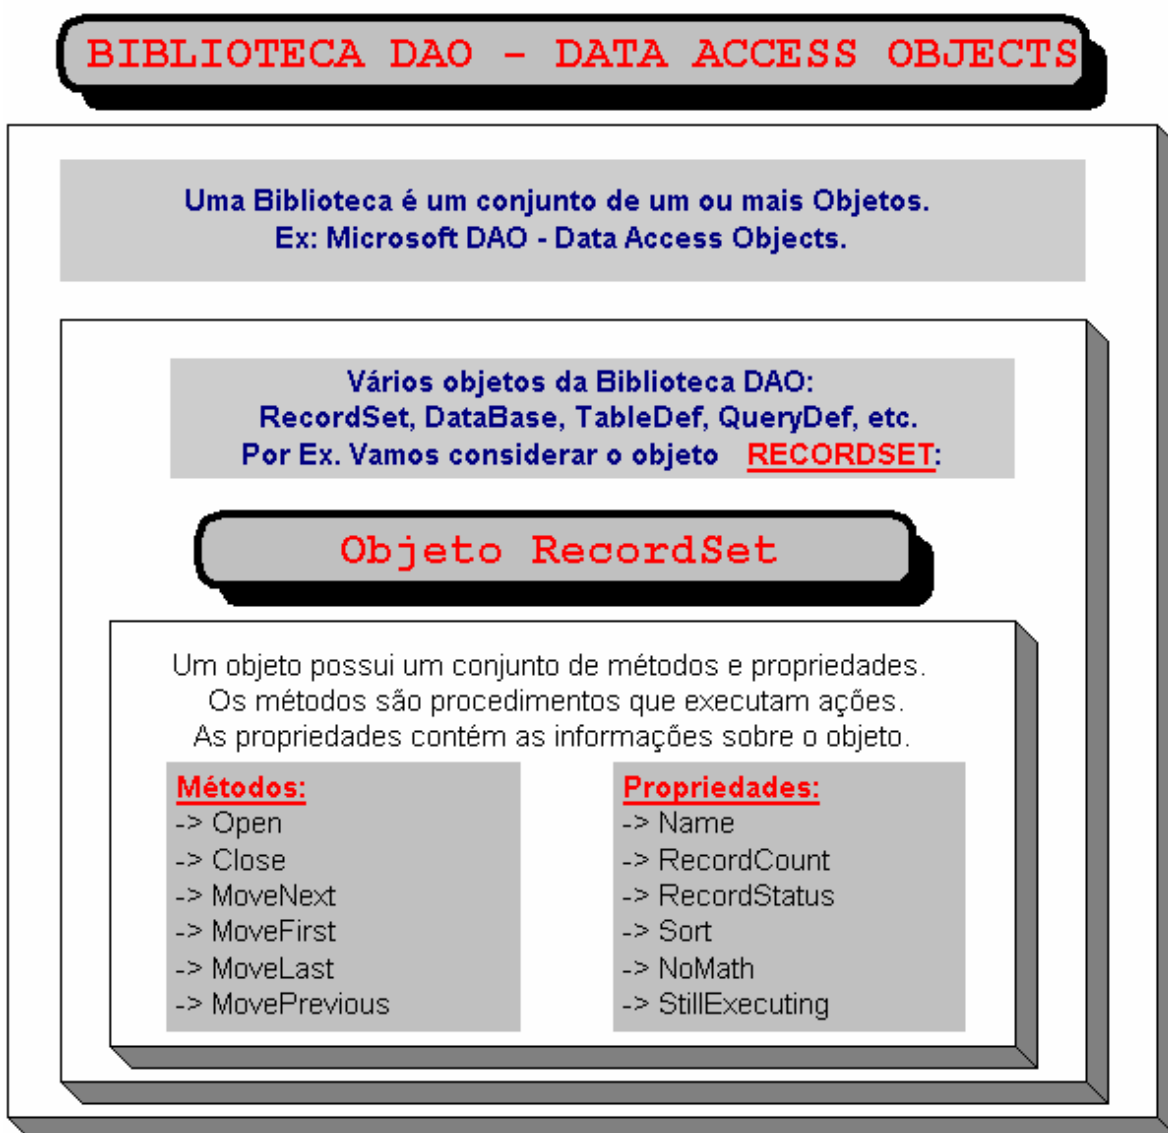 BIBLIOTECA DAO - DATA ACCESS OBJECTS
Uma Biblioteca é um conjunto de um ou mais Objetos.
Ex: Microsoft DAO - Data Access Objects.
Vários objetos da Biblioteca DAO:
RecordSet, DataBase, TableDef, QueryDef, etc.
Por Ex. Vamos considerar o objeto RECORDSET:
Objeto RecordSet
Um objeto possui um conjunto de métodos e propriedades.
Os métodos são procedimentos que executam ações.
As propriedades contém as informações sobre o objeto.
Métodos:
-> Open
-> Close
-> MoveNext
-> MoveFirst
-> MoveLast
-> MovePrevious
Propriedades:
-> Name
-> RecordCount
-> RecordStatus
-> Sort
-> NoMath
-> StillExecuting